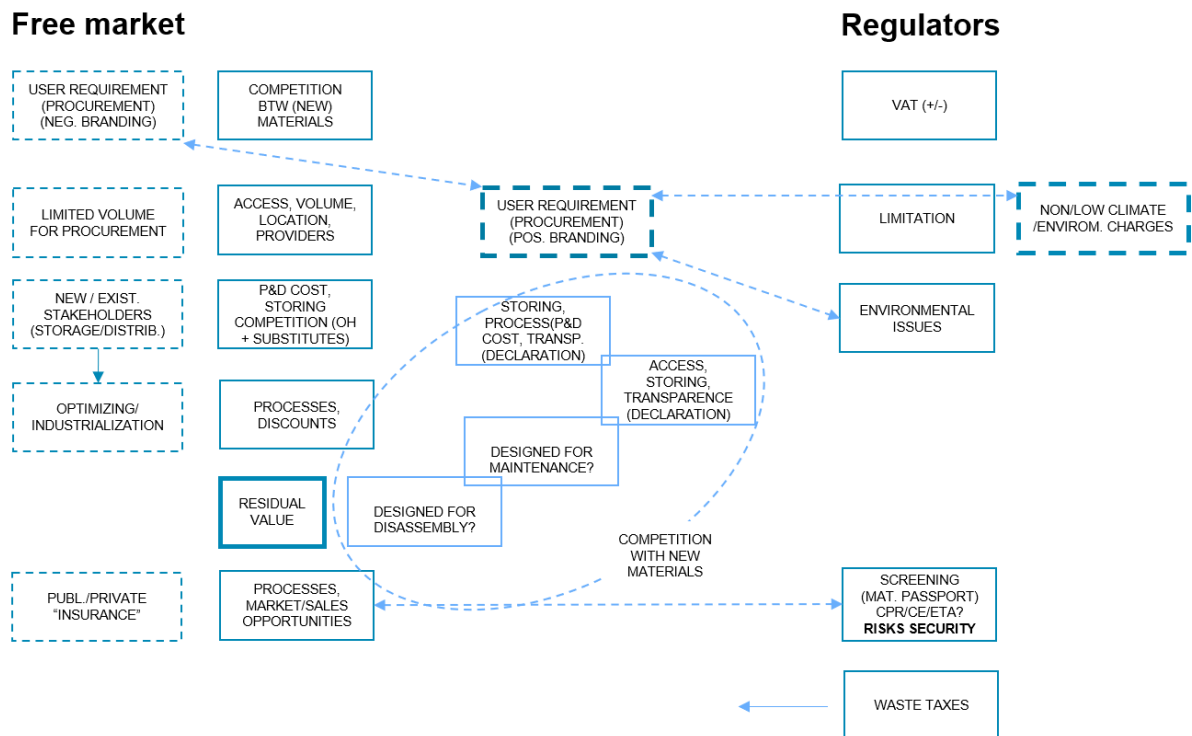 Free market
Regulators
USER REQUIREMENT
(PROCUREMENT)
(NEG. BRANDING)
COMPETITION
BTW (NEW)
MATERIALS
VAT (+/-)
LIMITED VOLUME
FOR PROCUREMENT
ACCESS, VOLUME,
LOCATION,
PROVIDERS
USER REQUIREMENT
(PROCUREMENT)
(POS. BRANDING)
LIMITATION
NON/LOW CLIMATE
/ENVIROM. CHARGES
NEW / EXIST.
STAKEHOLDERS
(STORAGE/DISTRIB.)
P&D COST,
STORING
COMPETITION (OH
+ SUBSTITUTES)
STORING,
PROCESS(P&D
COST, TRANSP.
(DECLARATION)
ENVIRONMENTAL
ISSUES
ACCESS,
STORING,
TRANSPARENCE
(DECLARATION)
OPTIMIZING/
INDUSTRIALIZATION
PROCESSES,
DISCOUNTS
DESIGNED FOR
MAINTENANCE?
RESIDUAL
VALUE
DESIGNED FOR
DISASSEMBLY?
COMPETITION
WITH NEW
MATERIALS
PUBL./PRIVATE
“INSURANCE”
PROCESSES,
MARKET/SALES
OPPORTUNITIES
SCREENING
(MAT. PASSPORT)
CPR/CE/ETA?
RISKS SECURITY
WASTE TAXES